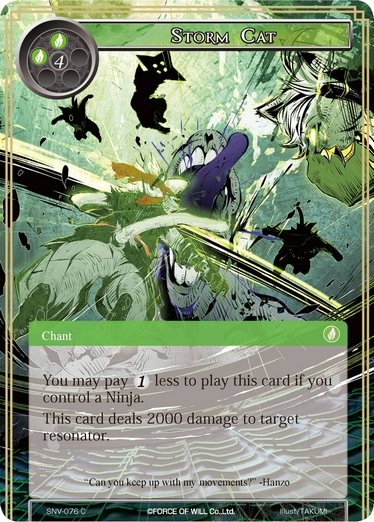 Storm Cat
4
Chant
You may pay 1 less to play this card if you
control a Ninja.
This card deals 2000 damage to target
resonator.
"Can you keep up with my movements?" -Hanzo
SNV-076 C
©FORCE OF WILL Co.,Ltd.
Illust/TAKUMI